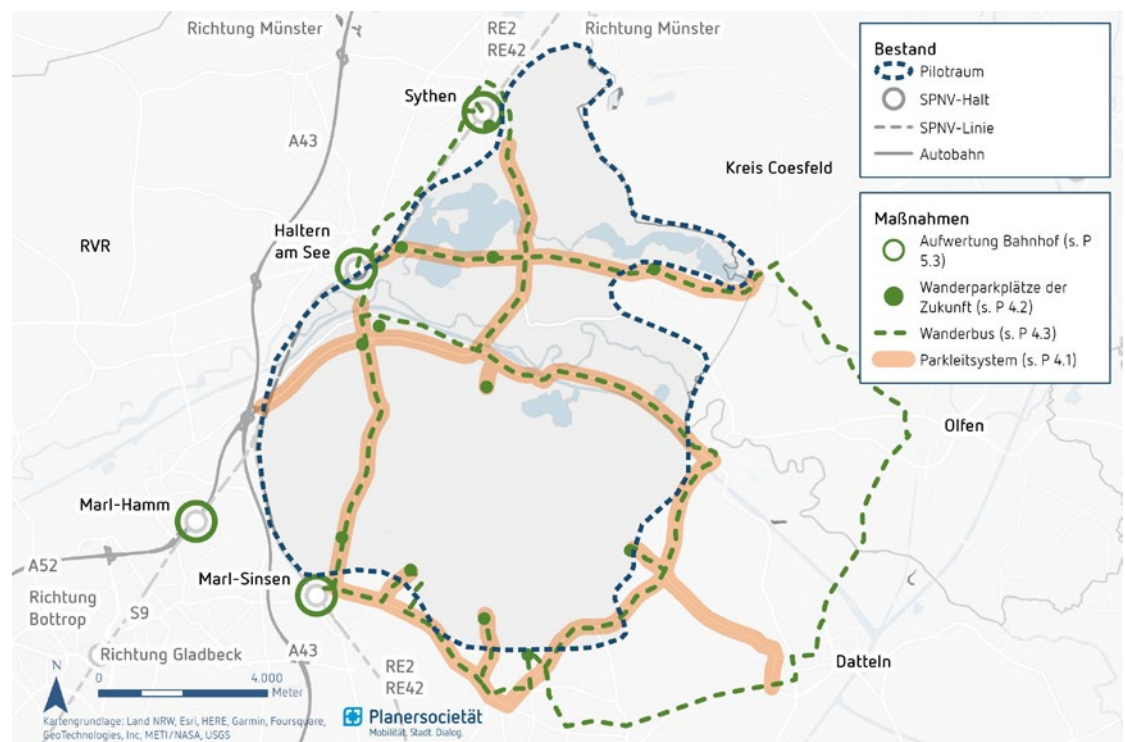 Richtung Münster
RE2
RE42
Richtung Münster
Sythen
A43
Kreis Coesfeld
RVR
Haltern
am See
Olfen
Marl-Hamm
A52
Marl-Sinsen
Richtung
Bottrop
S9
Richtung Gladbeck
A43
RE2
RE42
Datteln
N
0
4.000
Meter
Kartengrundlage: Land NRW, Esri, HERE, Garmin, Foursquare,
GeoTechnologies, Inc, METI/NASA, USGS
Planersocietät
Mobilität. Stadt. Dialog.
Bestand
Pilotraum
SPNV-Halt
SPNV-Linie
Autobahn
Maßnahmen
Aufwertung Bahnhof (s. P
5.3)
Wanderparkplätze der
Zukunft (s. P 4.2)
Wanderbus (s. P 4.3)
Parkleitsystem (s. P 4.1)